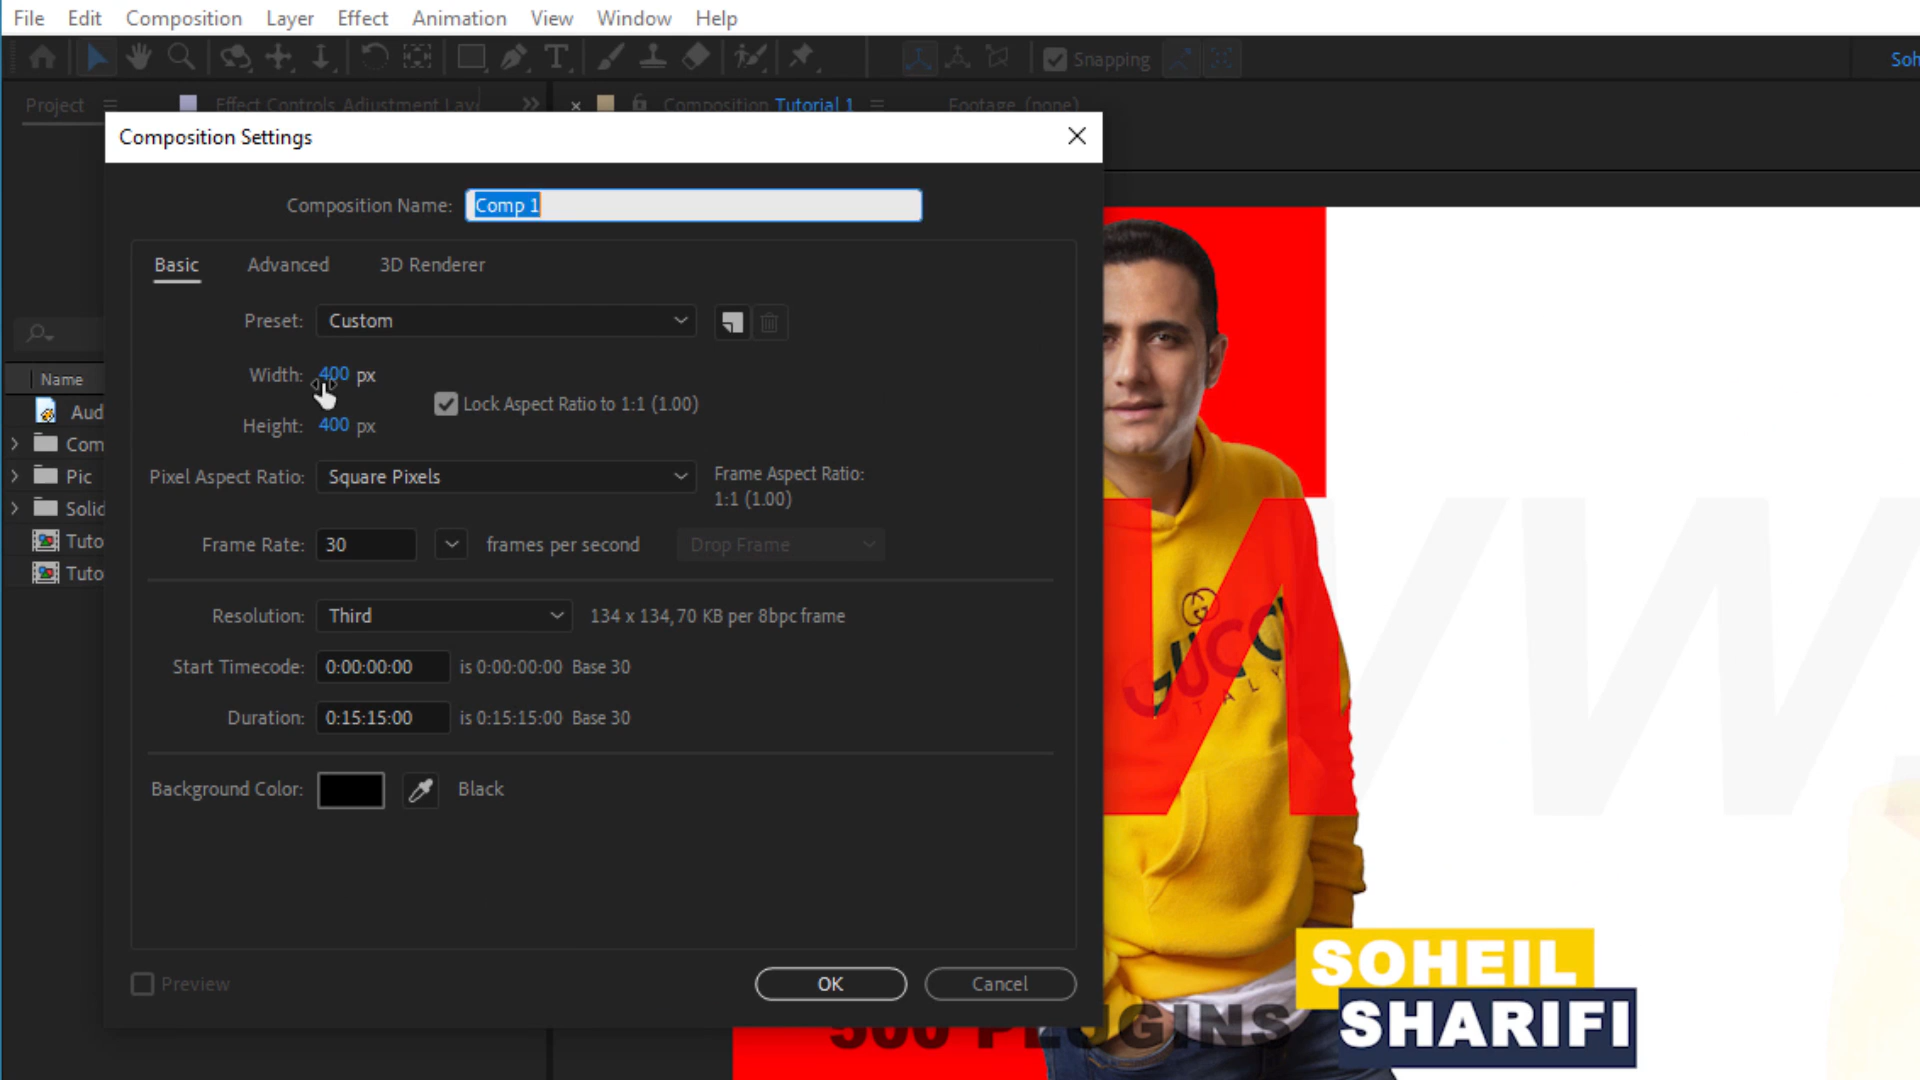 File Edit Composition Layer Effect Animation View Window Help
Snapping
Soh
Project Effect Controls Adjustment Lay Composition Tutorial 1 Footage (none)
Composition Settings
Composition Name: Comp 1
Basic Advanced 3D Renderer
Preset: Custom
Width: 400 px
Lock Aspect Ratio to 1:1 (1.00)
Height: 400 px
Pixel Aspect Ratio: Square Pixels
Frame Aspect Ratio:
1:1 (1.00)
Frame Rate: 30 frames per second Drop Frame
Resolution: Third 134 x 134,70 KB per 8bpc frame
Start Timecode: 0:00:00:00 is 0:00:00:00 Base 30
Duration: 0:15:15:00 is 0:15:15:00 Base 30
Background Color: Black
Preview
OK Cancel
Name
Aud
Com
Pic
Solid
Tuto
Tuto
GUCCI
ITALY
SOHEIL
SHARIFI
500 PLUGINS